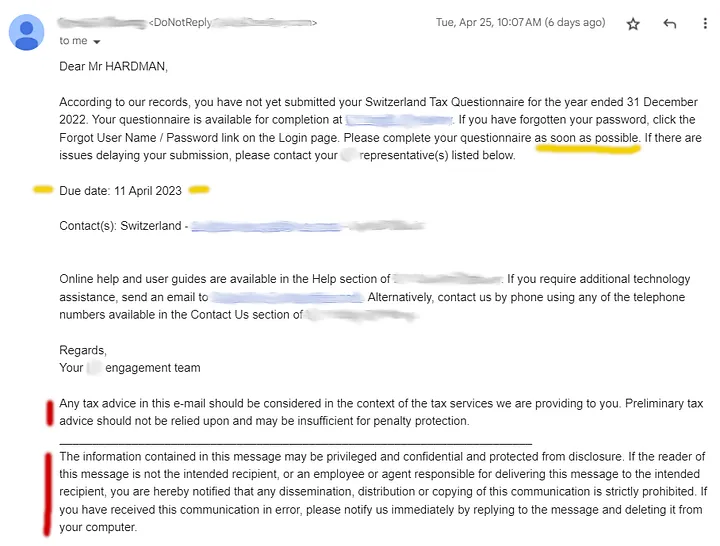 <DoNotReply
Tue, Apr 25, 10:07 AM (6 days ago)
to me
Dear Mr HARDMAN,
According to our records, you have not yet submitted your Switzerland Tax Questionnaire for the year ended 31 December
2022. Your questionnaire is available for completion at . If you have forgotten your password, click the
Forgot User Name / Password link on the Login page. Please complete your questionnaire as soon as possible. If there are
issues delaying your submission, please contact your representative(s) listed below.
Due date: 11 April 2023
Contact(s): Switzerland -
Online help and user guides are available in the Help section of . If you require additional technology
assistance, send an email to . Alternatively, contact us by phone using any of the telephone
numbers available in the Contact Us section of
Regards,
Your engagement team
Any tax advice in this e-mail should be considered in the context of the tax services we are providing to you. Preliminary tax
advice should not be relied upon and may be insufficient for penalty protection.
The information contained in this message may be privileged and confidential and protected from disclosure. If the reader of
this message is not the intended recipient, or an employee or agent responsible for delivering this message to the intended
recipient, you are hereby notified that any dissemination, distribution or copying of this communication is strictly prohibited. If
you have received this communication in error, please notify us immediately by replying to the message and deleting it from
your computer.